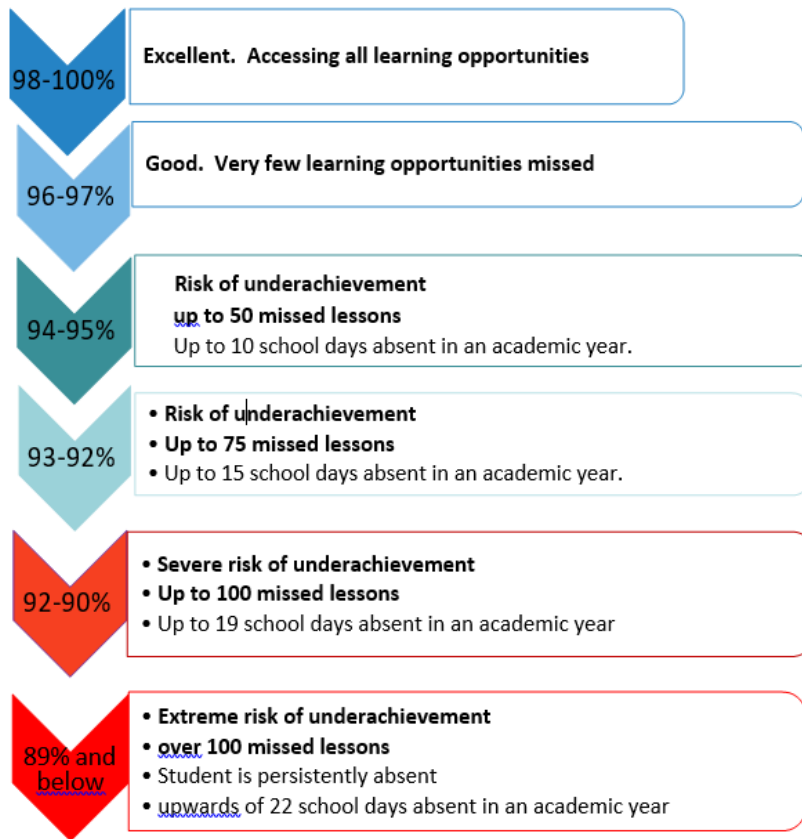 98-100%
Excellent.  Accessing all learning opportunities
96-97%
Good.  Very few learning opportunities missed
94-95%
Risk of underachievement
up to 50 missed lessons
Up to 10 school days absent in an academic year.
93-92%
• Risk of underachievement
• Up to 75 missed lessons
• Up to 15 school days absent in an academic year.
92-90%
• Severe risk of underachievement
• Up to 100 missed lessons
• Up to 19 school days absent in an academic year
89% and
below
• Extreme risk of underachievement
• over 100 missed lessons
• Student is persistently absent
• upwards of 22 school days absent in an academic year